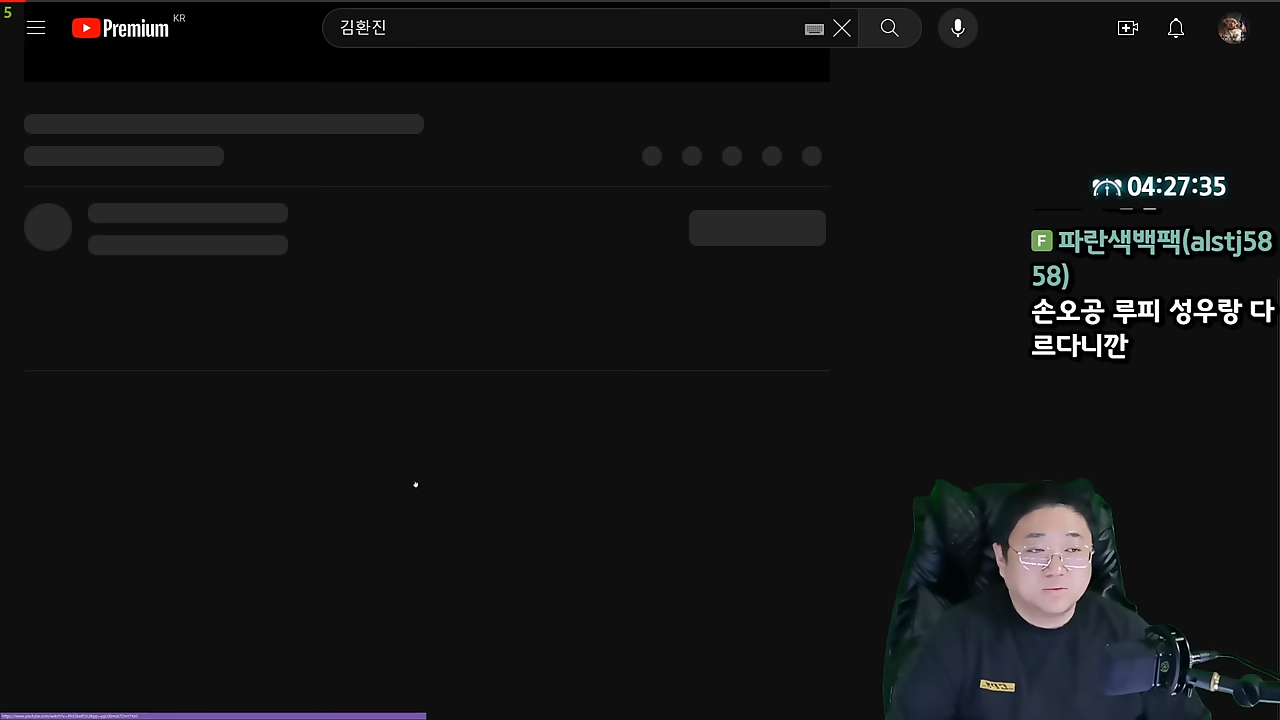 5
Premium KR
김환진
04:27:35
F 파란색백팩(alstj58
58)
손오공 루피 성우랑 다
르다니깐